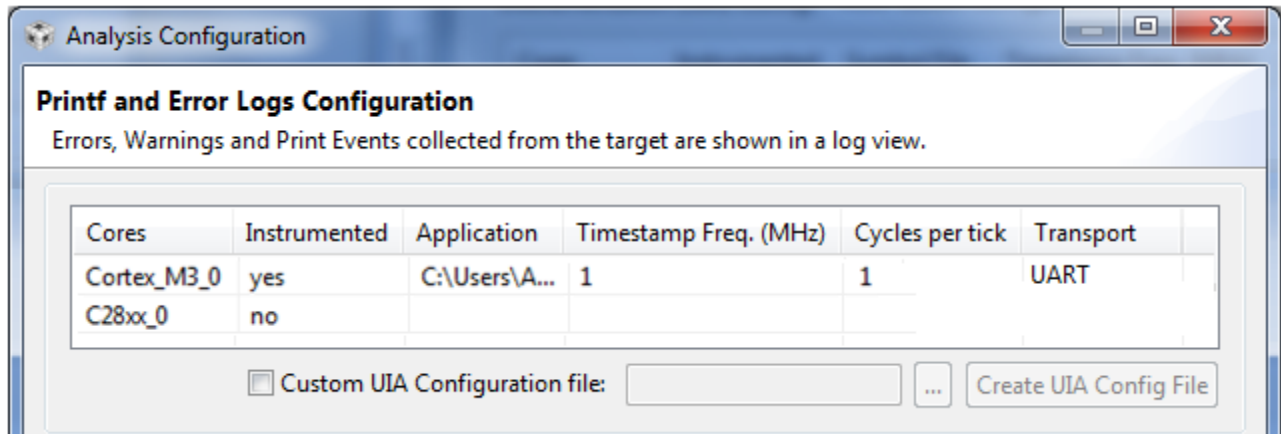 Analysis Configuration
Printf and Error Logs Configuration
Errors, Warnings and Print Events collected from the target are shown in a log view.
Cores Instrumented Application Timestamp Freq. (MHz) Cycles per tick Transport
Cortex_M3_0 yes C:\Users\A... 1 1 UART
C28xx_0 no
Custom UIA Configuration file: ... Create UIA Config File